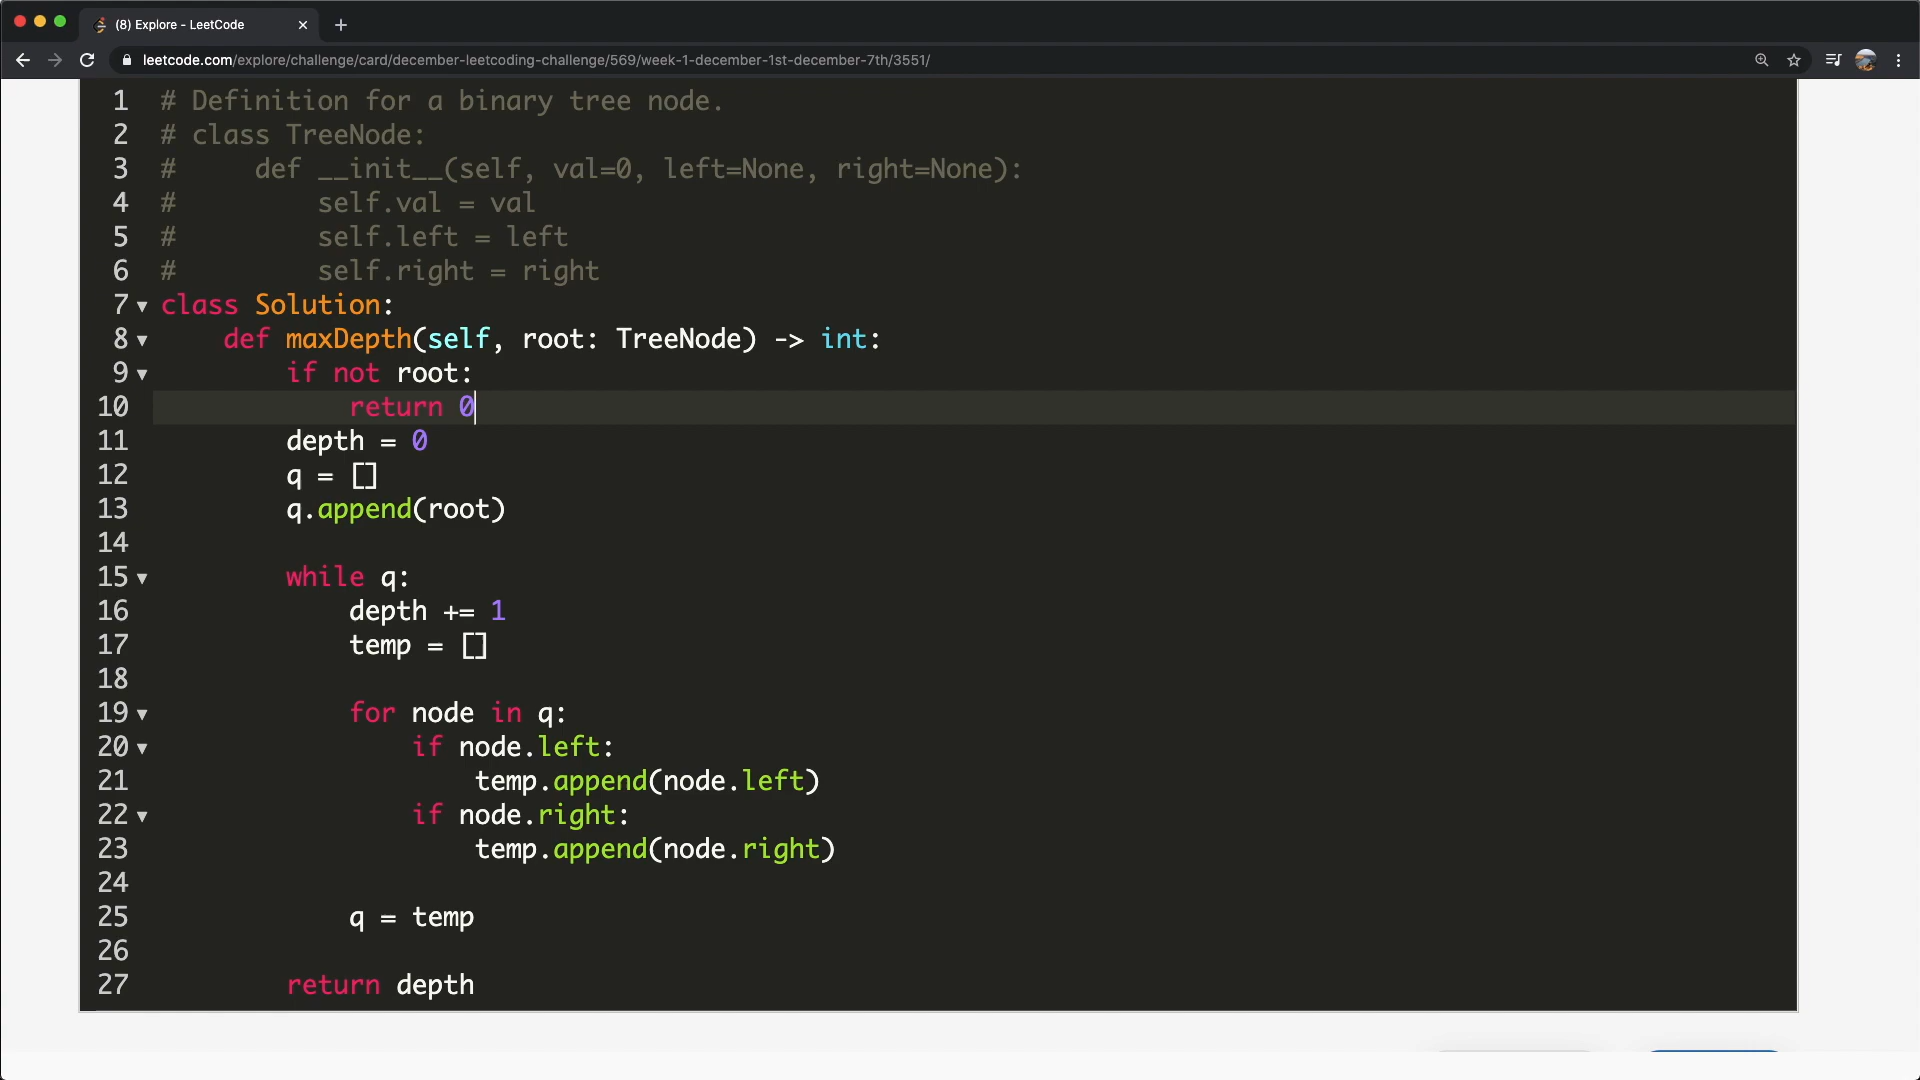 (8) Explore - LeetCode
leetcode.com/explore/challenge/card/december-leetcoding-challenge/569/week-1-december-1st-december-7th/3551/
1 # Definition for a binary tree node.
2 # class TreeNode:
3 #     def __init__(self, val=0, left=None, right=None):
4 #         self.val = val
5 #         self.left = left
6 #         self.right = right
7 class Solution:
8     def maxDepth(self, root: TreeNode) -> int:
9         if not root:
10             return 0
11         depth = 0
12         q = []
13         q.append(root)
14
15         while q:
16             depth += 1
17             temp = []
18
19             for node in q:
20                 if node.left:
21                     temp.append(node.left)
22                 if node.right:
23                     temp.append(node.right)
24
25             q = temp
26
27         return depth